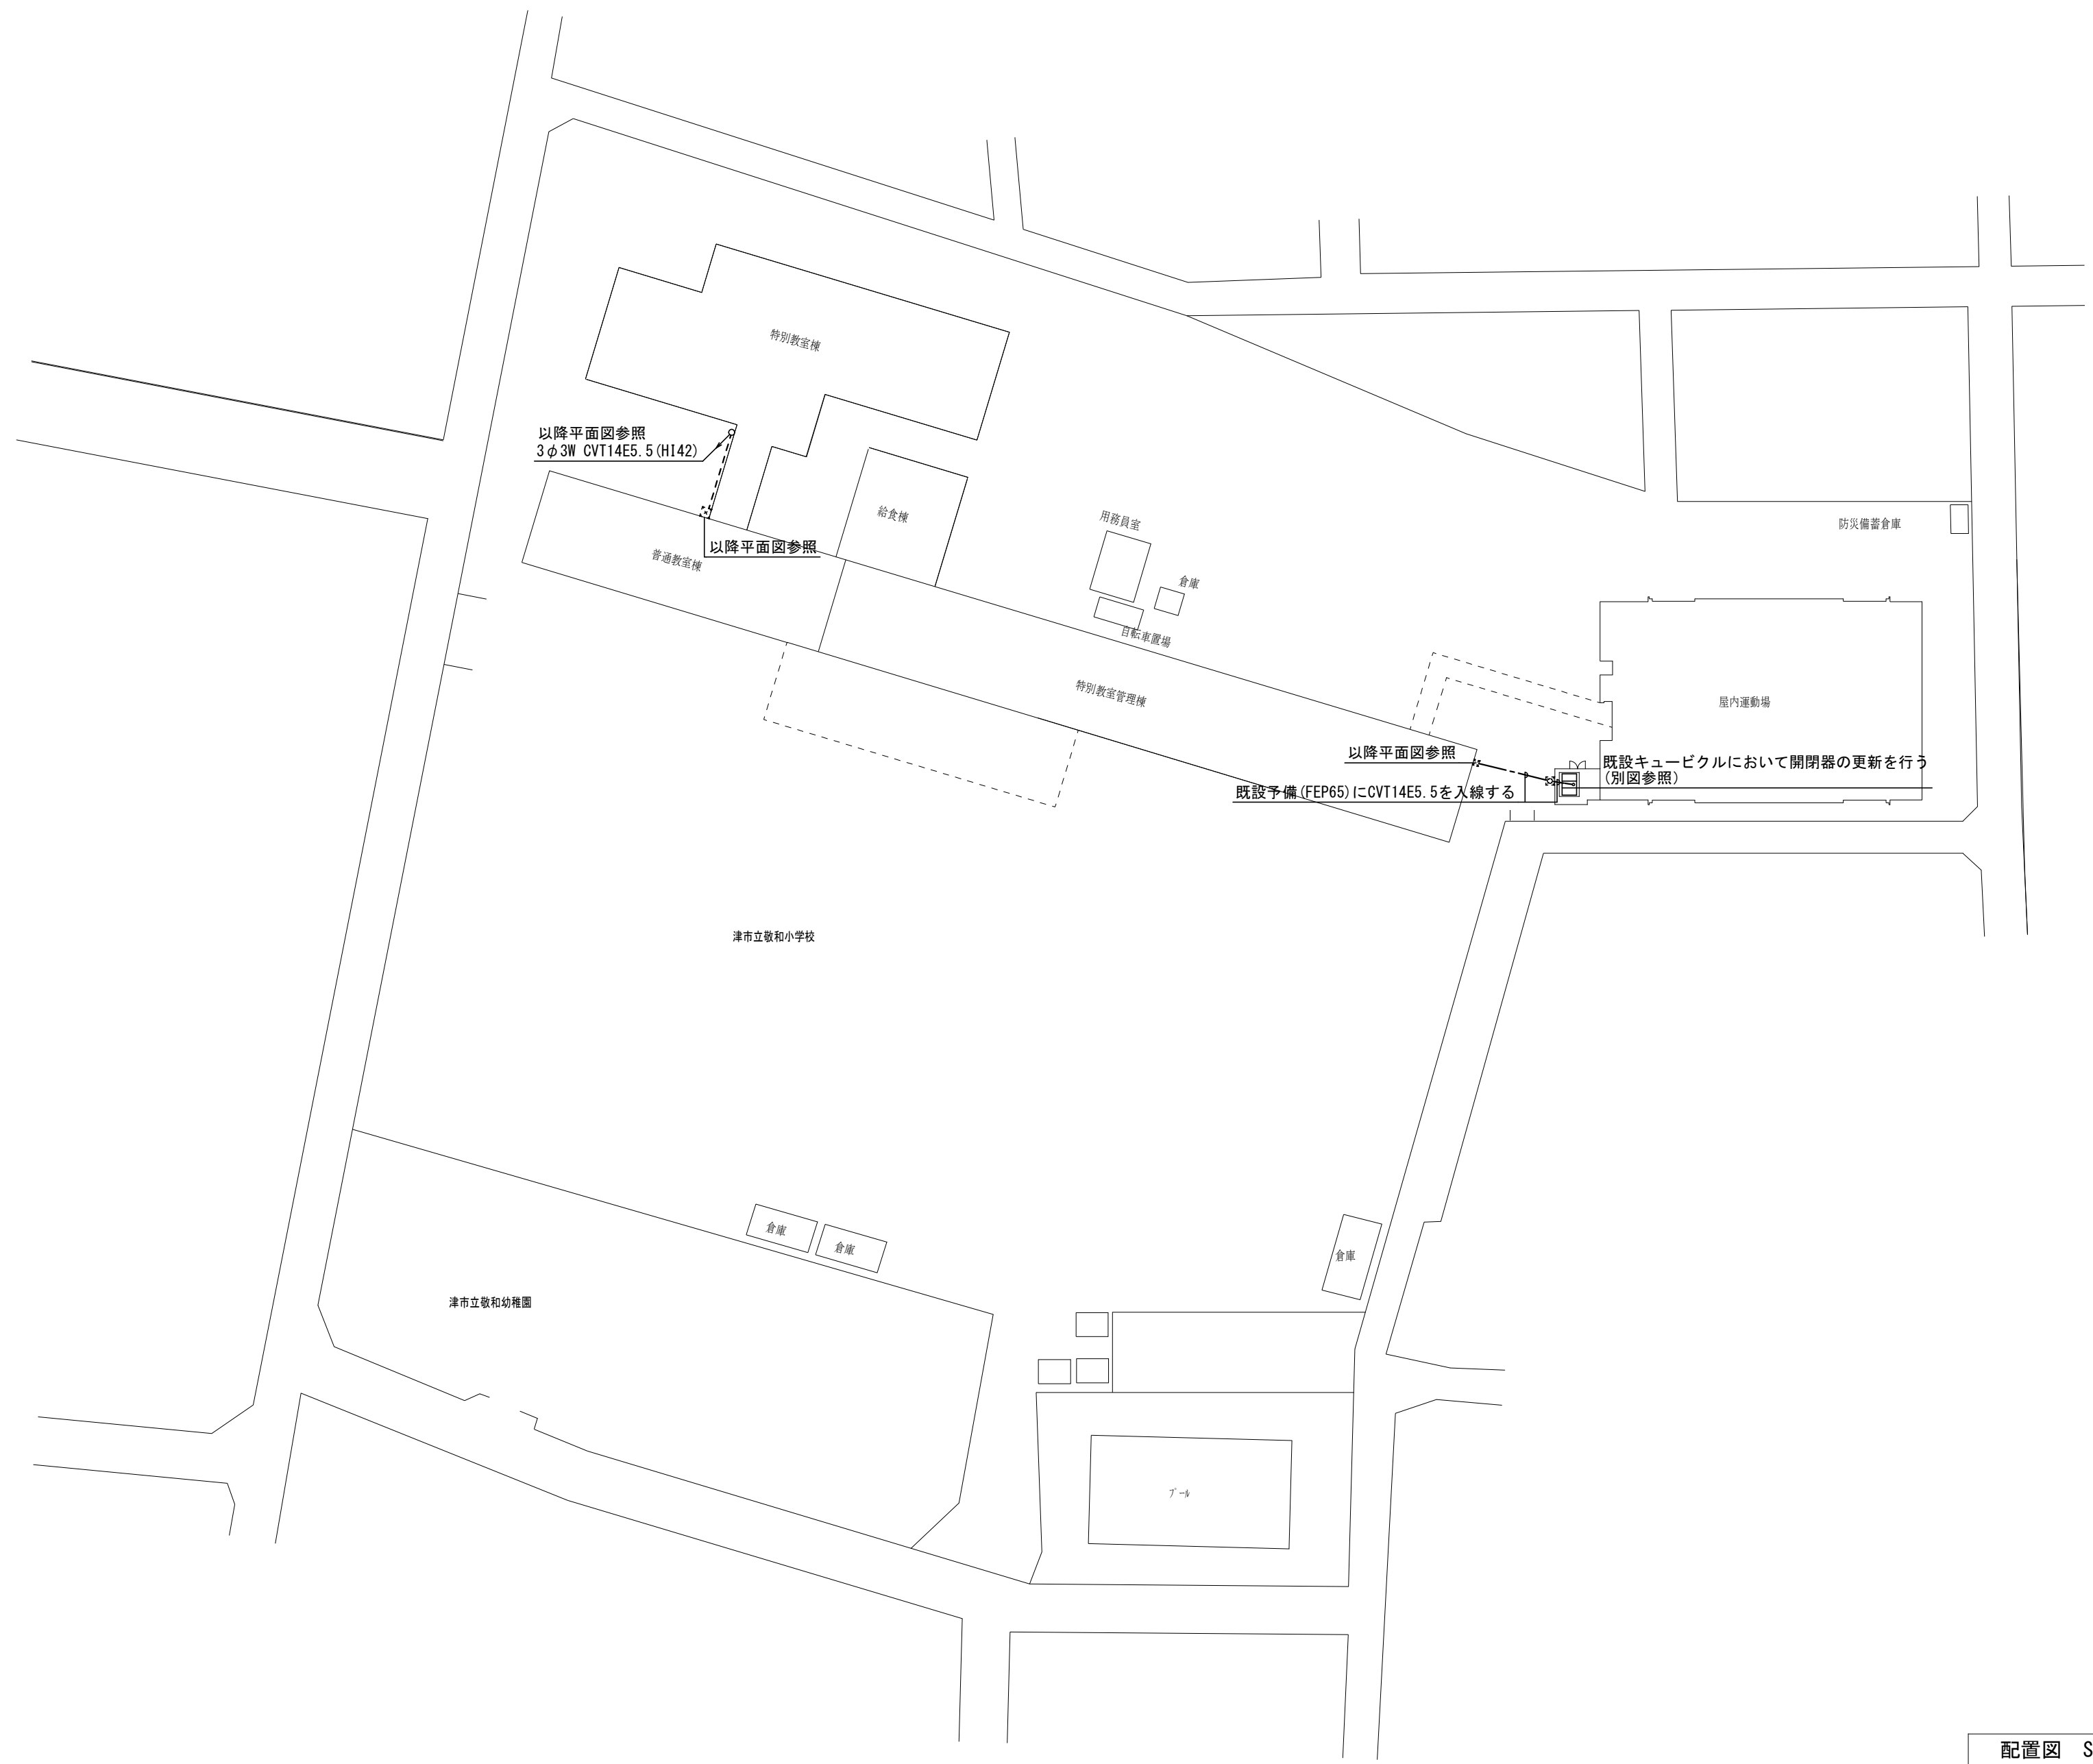 特別教室棟
以降平面図参照
3φ3W CVT14E5.5(HI42)
給食棟
用務員室
防災備蓄倉庫
以降平面図参照
普通教室棟
倉庫
自転車置場
特別教室管理棟
屋内運動場
以降平面図参照
既設キュービクルにおいて開閉器の更新を行う
(別図参照)
既設予備(FEP65)にCVT14E5.5を入線する
津市立敬和小学校
倉庫
倉庫
倉庫
津市立敬和幼稚園
プール
配置図 S